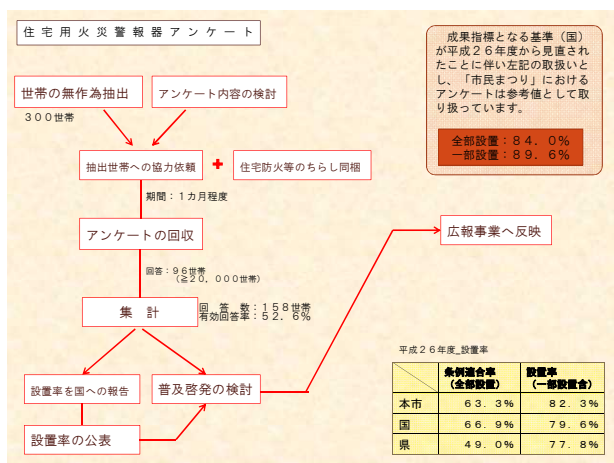 住宅用火災警報器アンケート
成果指標となる基準（国）
が平成２６年度から見直され
たことに伴い左記の取扱いと
し、「市民まつり」における
アンケートは参考値として取
り扱っています。
全部設置：８４．０％
一部設置：８９．６％
世帯の無作為抽出
アンケート内容の検討
３００世帯
抽出世帯への協力依頼
＋
住宅防火等のちらし同梱
期間：１カ月程度
アンケートの回収
広報事業へ反映
回答：９６世帯
（≧２０，０００世帯）
集　計
回　答　数：１５８世帯
有効回答率：５２．６％
平成２６年度_設置率
条例適合率 設置率
（全部設置） （一部設置含）
本市 ６３．３％ ８２．３％
国 ６６．９％ ７９．６％
県 ４９．０％ ７７．８％
設置率を国への報告
普及啓発の検討
設置率の公表